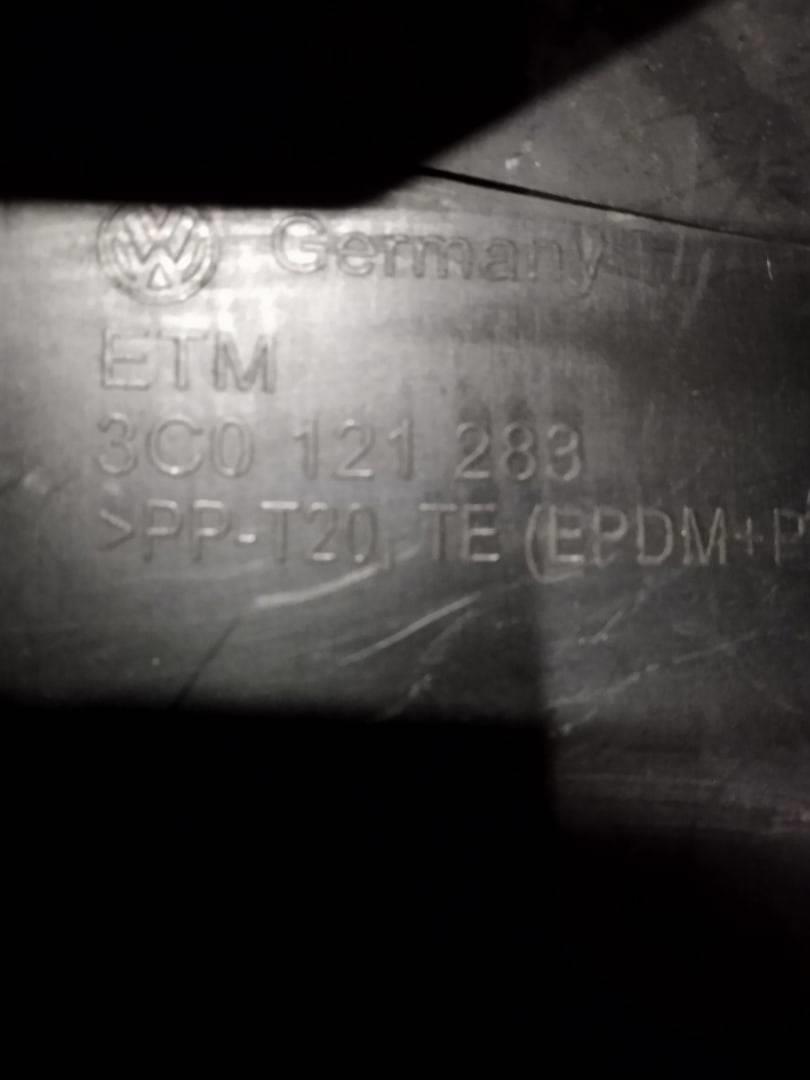 Germany
ETM
3C0 121 283
>PP-T20, TE (EPDM+P